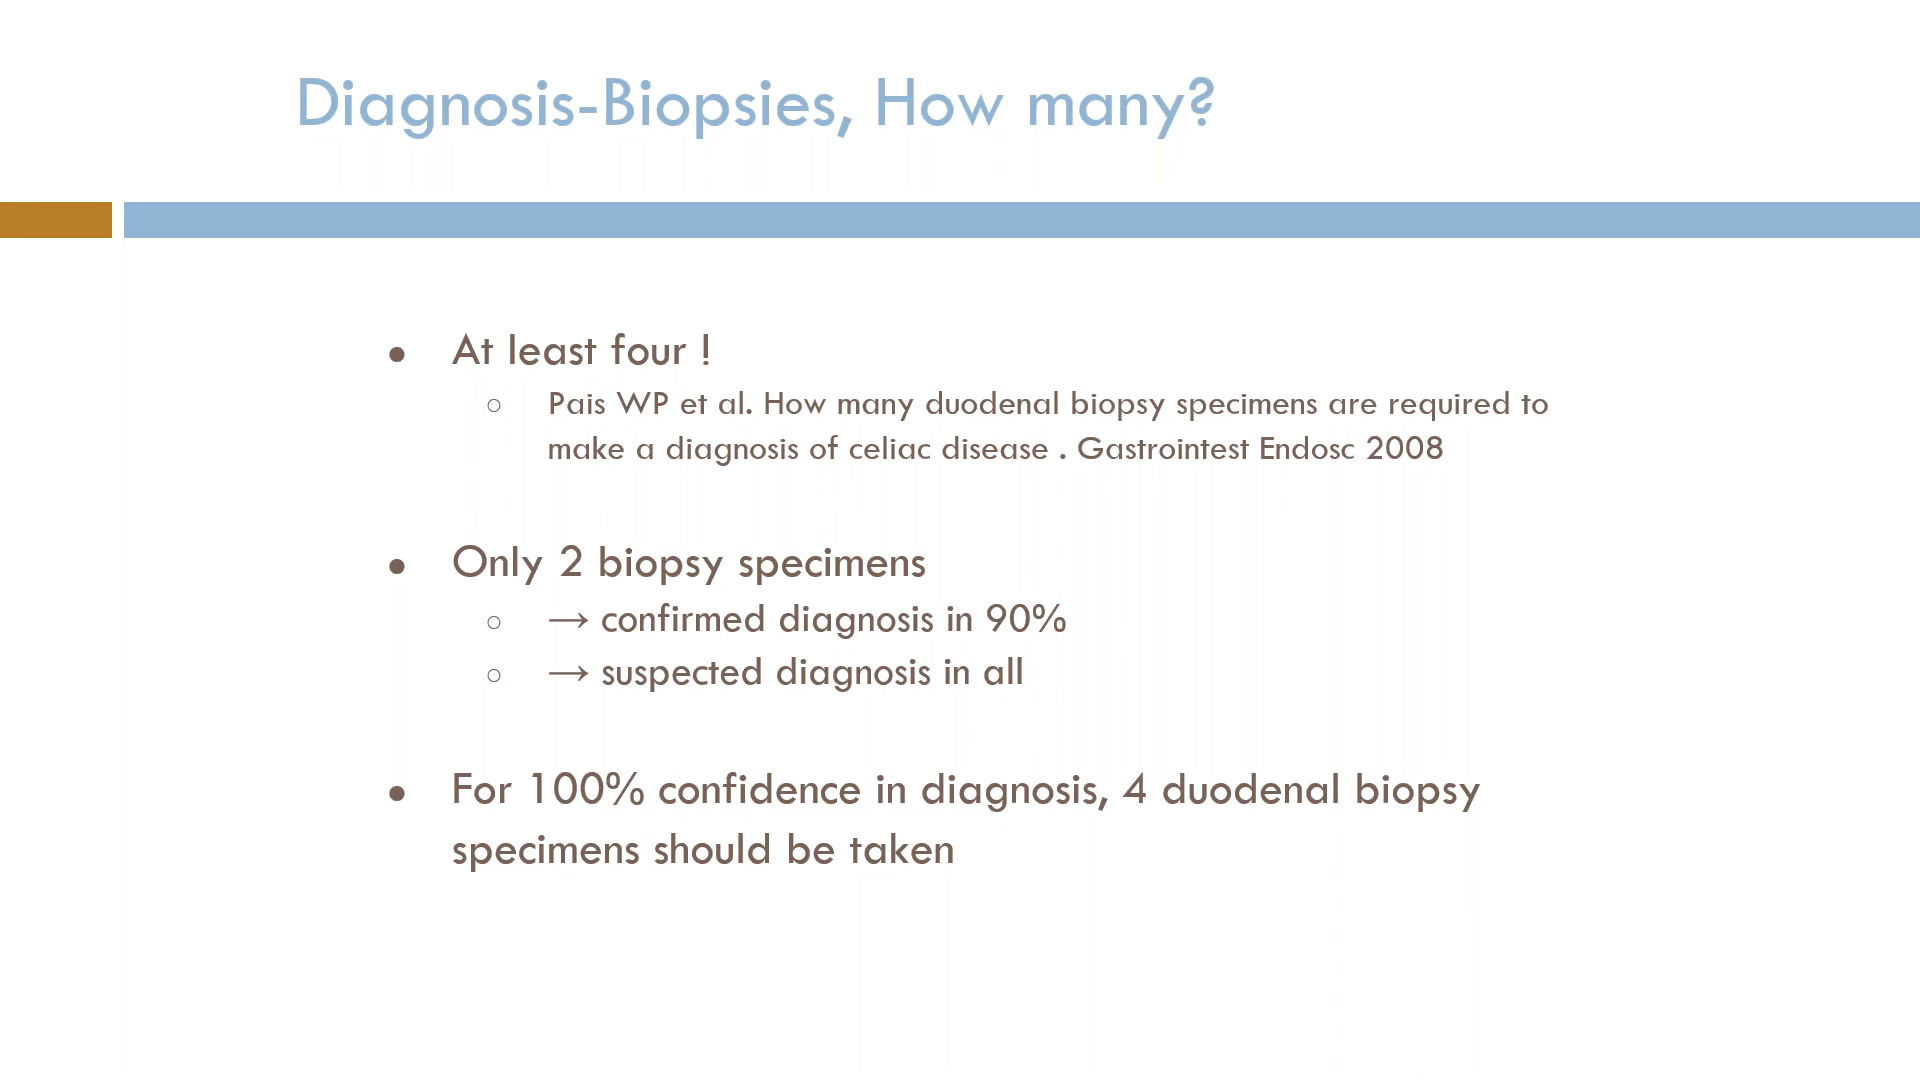 Diagnosis-Biopsies, How many?
● At least four !
○ Pais WP et al. How many duodenal biopsy specimens are required to
make a diagnosis of celiac disease . Gastrointest Endosc 2008
● Only 2 biopsy specimens
○ → confirmed diagnosis in 90%
○ → suspected diagnosis in all
● For 100% confidence in diagnosis, 4 duodenal biopsy
specimens should be taken